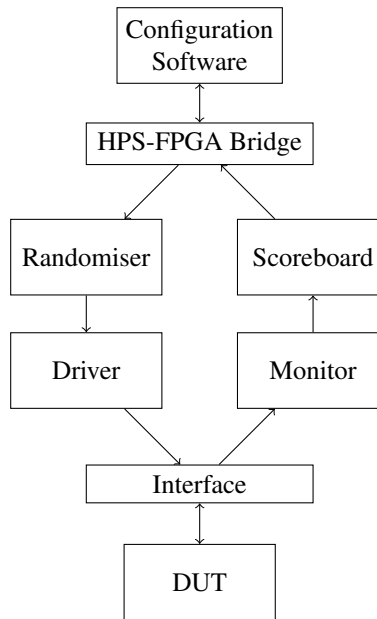 Configuration
Software
HPS-FPGA Bridge
Randomiser
Scoreboard
Driver
Monitor
Interface
DUT